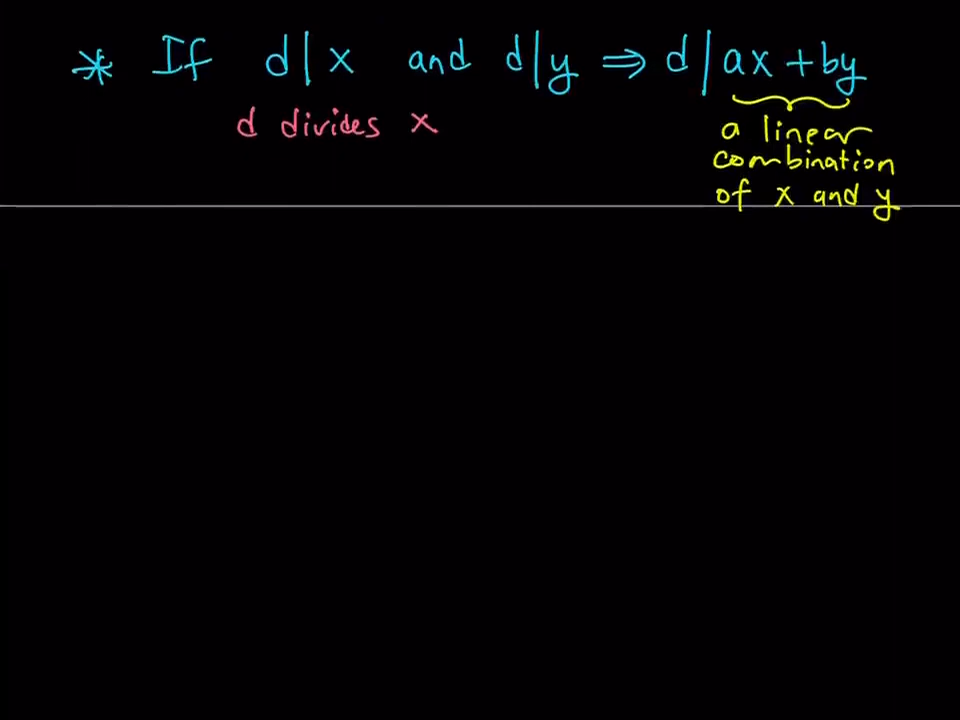 * If d|x and d|y ⇒ d|ax+by
d divides x
a linear
combination
of x and y